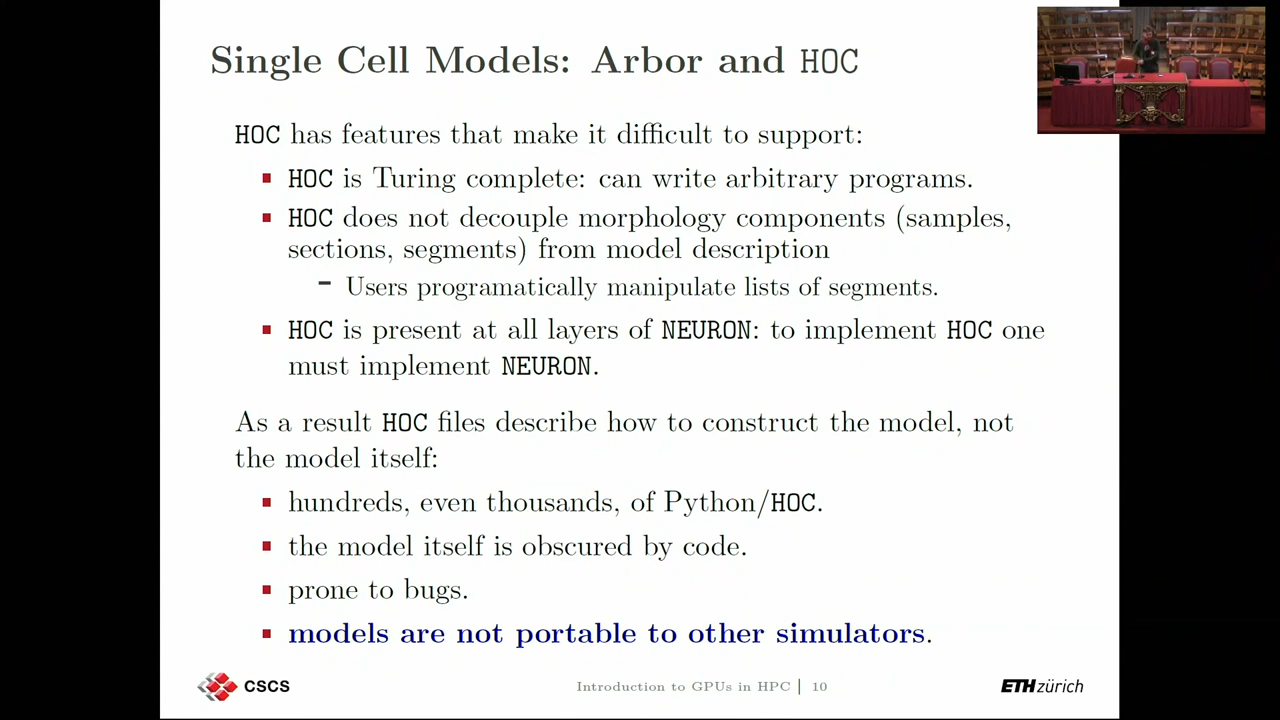 Single Cell Models: Arbor and HOC
HOC has features that make it difficult to support:
HOC is Turing complete: can write arbitrary programs.
HOC does not decouple morphology components (samples,
sections, segments) from model description
Users programatically manipulate lists of segments.
HOC is present at all layers of NEURON: to implement HOC one
must implement NEURON.
As a result HOC files describe how to construct the model, not
the model itself:
hundreds, even thousands, of Python/HOC.
the model itself is obscured by code.
prone to bugs.
models are not portable to other simulators.
CSCS
Introduction to GPUs in HPC | 10
ETH zürich